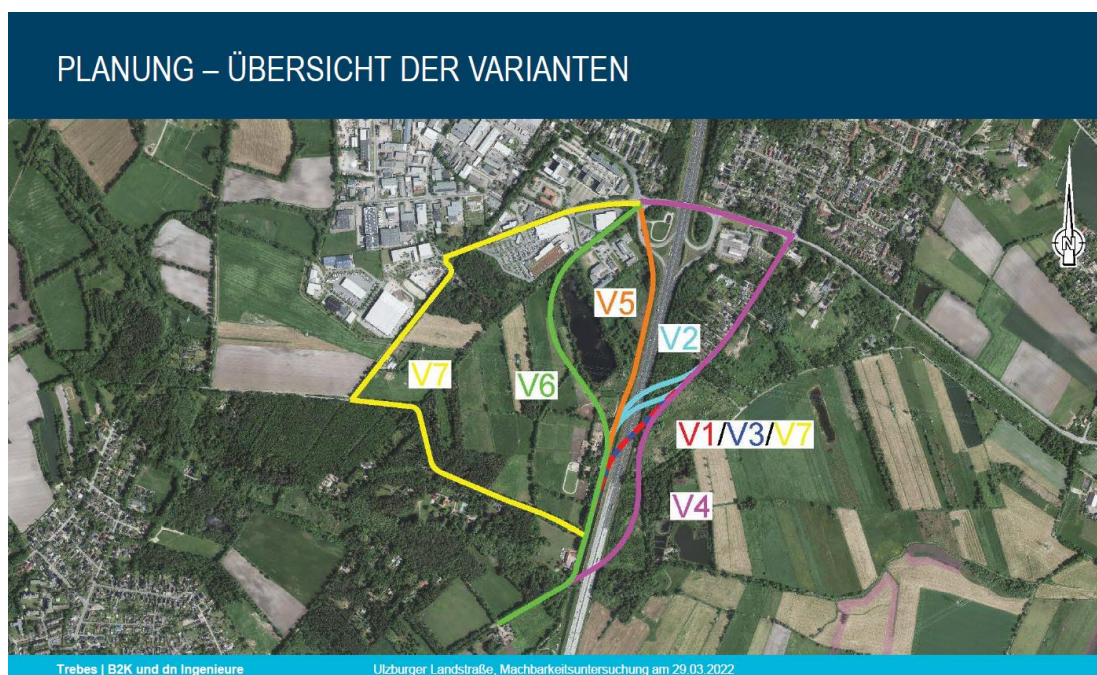 PLANUNG – ÜBERSICHT DER VARIANTEN
N
V5
V2
V7
V6
V1/V3/V7
V4
Trebes | B2K und dn Ingenieure
Ulzburger Landstraße, Machbarkeitsuntersuchung am 29.03.2022